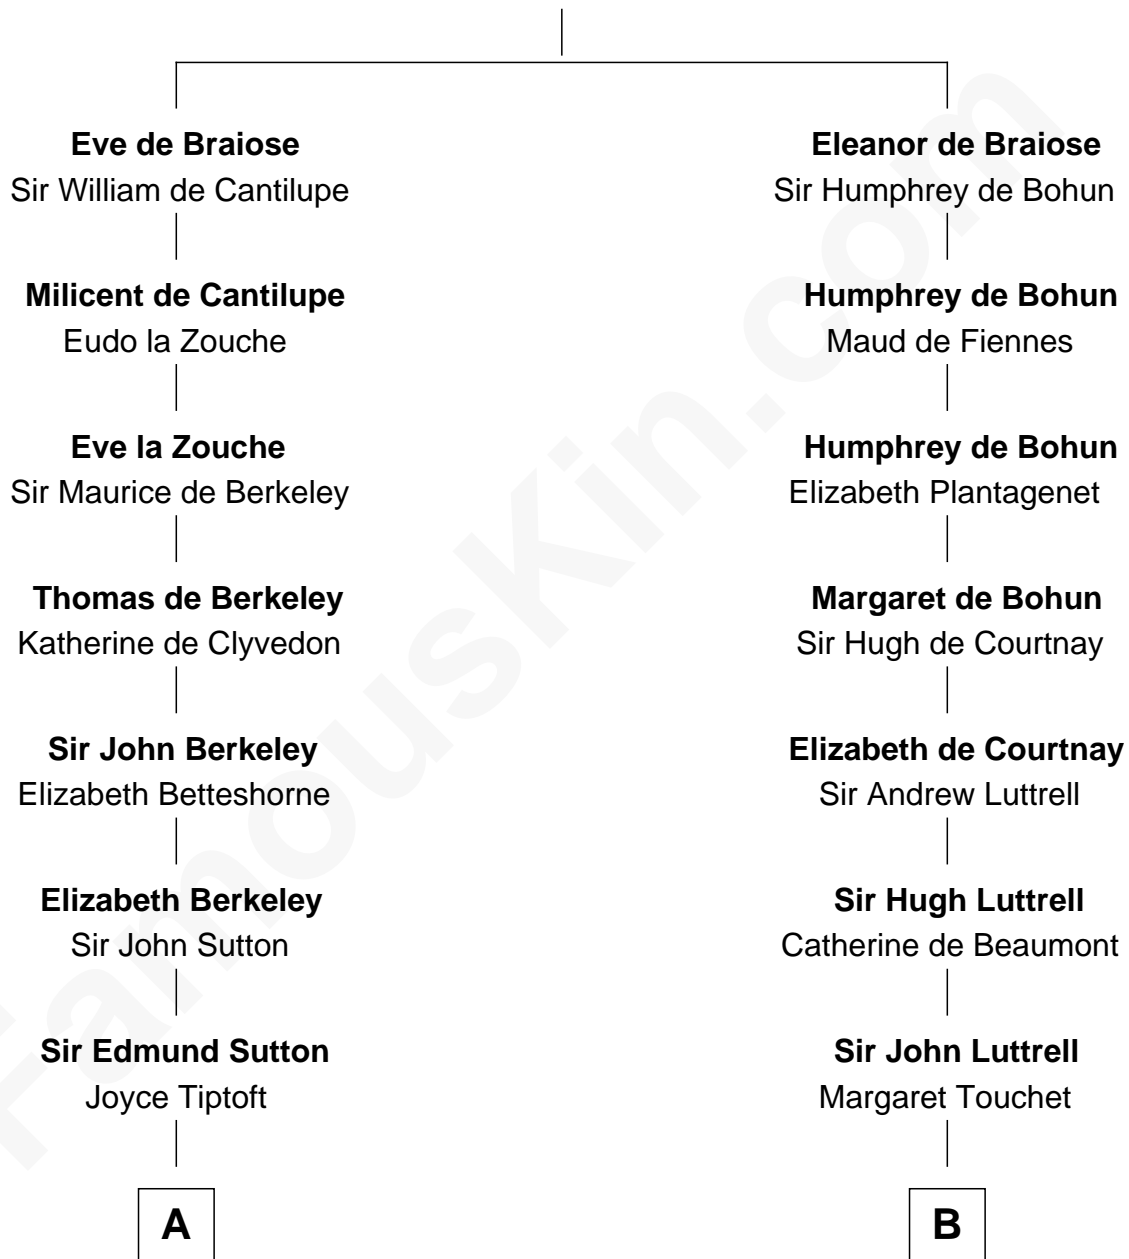 Eve de Braiose
Sir William de Cantilupe
Eleanor de Braiose
Sir Humphrey de Bohun
Milicent de Cantilupe
Eudo la Zouche
Humphrey de Bohun
Maud de Fiennes
Eve la Zouche
Sir Maurice de Berkeley
Humphrey de Bohun
Elizabeth Plantagenet
Thomas de Berkeley
Katherine de Clyvedon
Margaret de Bohun
Sir Hugh de Courtnay
Sir John Berkeley
Elizabeth Betteshorne
Elizabeth de Courtnay
Sir Andrew Luttrell
Elizabeth Berkeley
Sir John Sutton
Sir Hugh Luttrell
Catherine de Beaumont
Sir Edmund Sutton
Joyce Tiptoft
Sir John Luttrell
Margaret Touchet
A
B
FamousKin.com